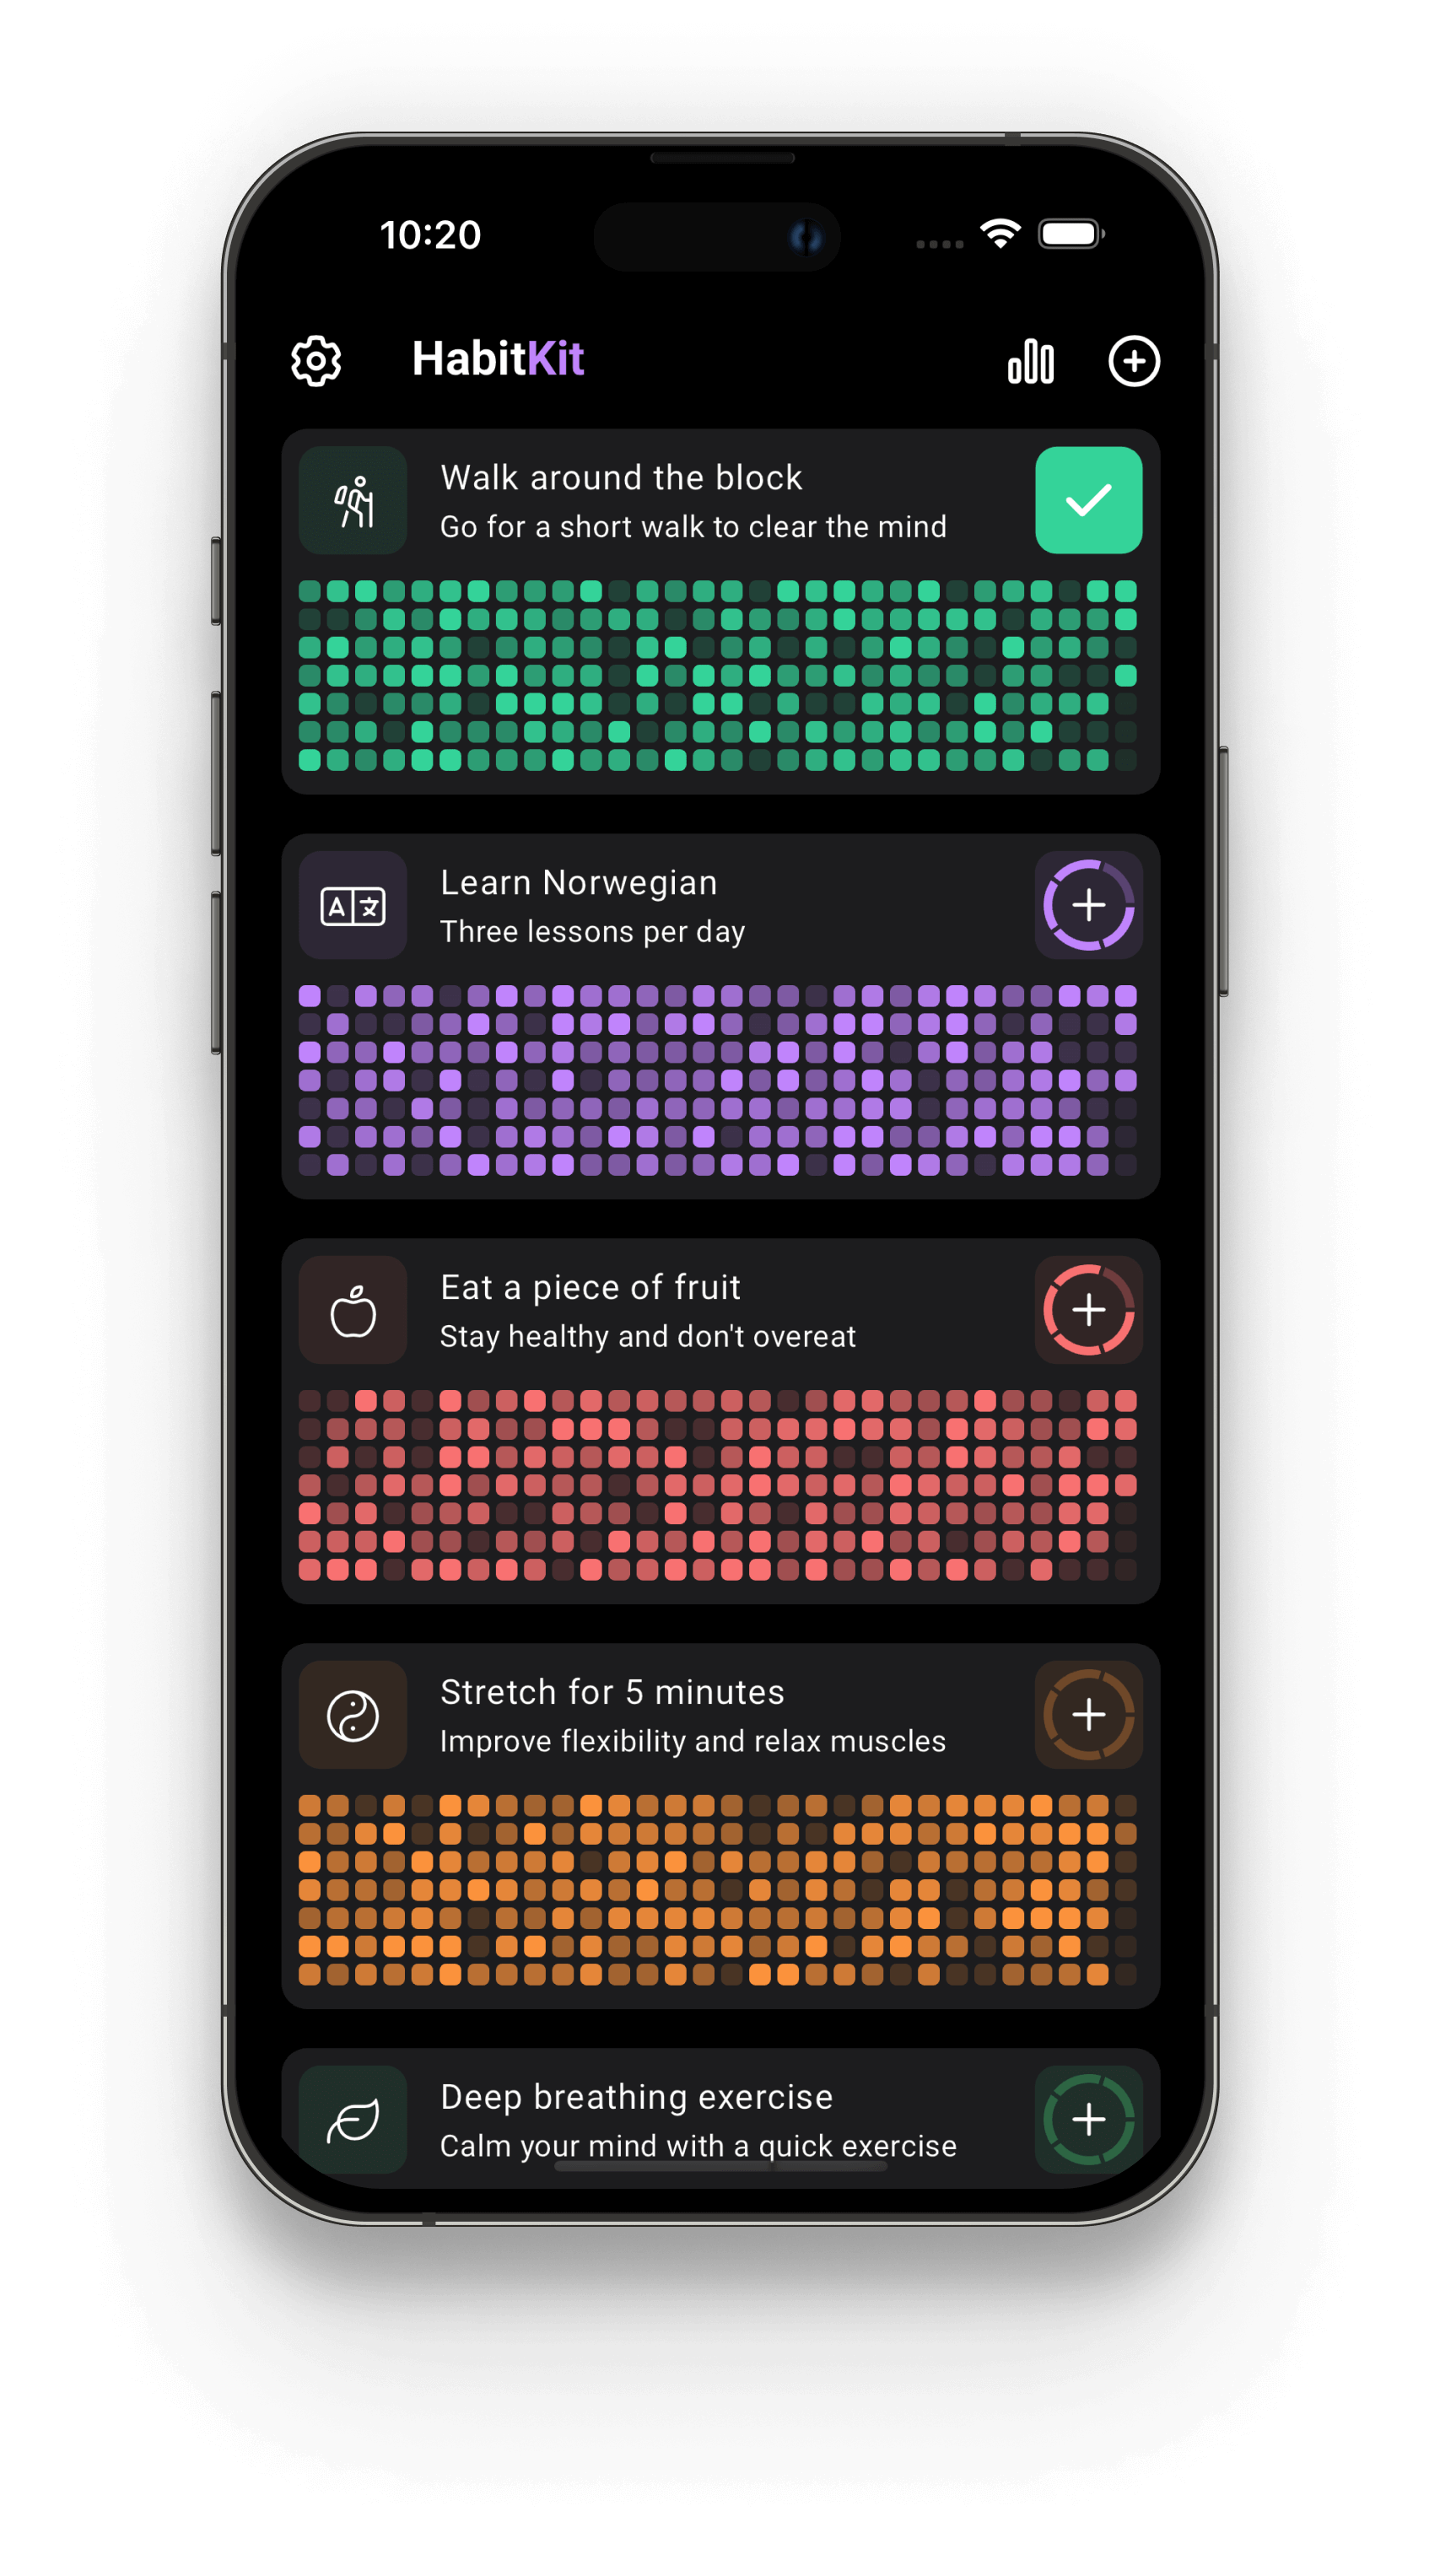 10:20
HabitKit
Walk around the block
Go for a short walk to clear the mind
A 文
Learn Norwegian
Three lessons per day
Eat a piece of fruit
Stay healthy and don't overeat
Stretch for 5 minutes
Improve flexibility and relax muscles
Deep breathing exercise
Calm your mind with a quick exercise